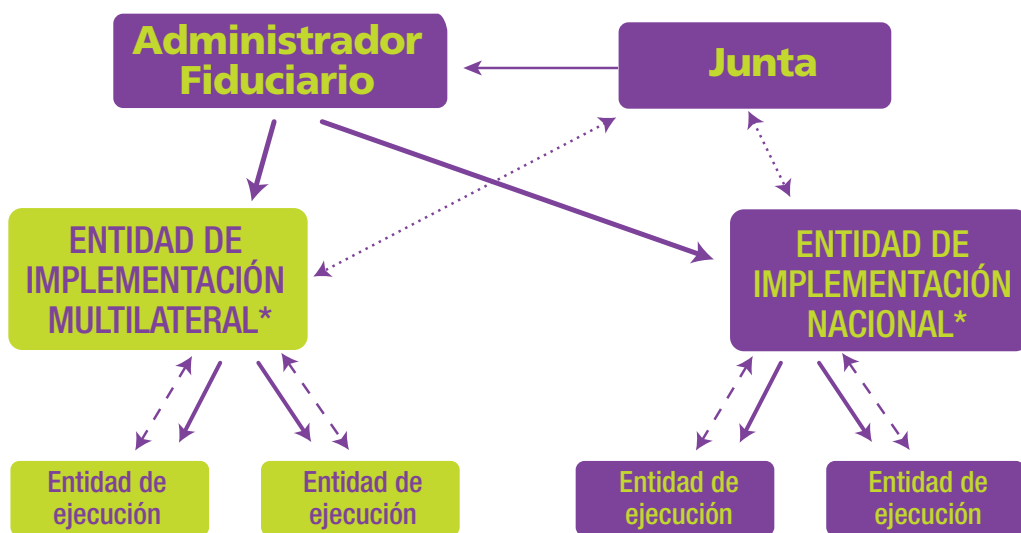 Administrador
Fiduciario
Junta
ENTIDAD DE
IMPLEMENTACIÓN
MULTILATERAL*
ENTIDAD DE
IMPLEMENTACIÓN
NACIONAL*
Entidad de
ejecución
Entidad de
ejecución
Entidad de
ejecución
Entidad de
ejecución